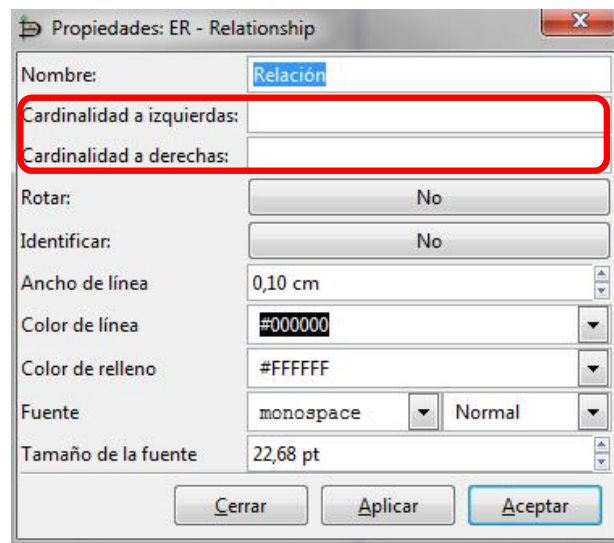 Propiedades: ER - Relationship
Nombre: Relación
Cardinalidad a izquierdas:
Cardinalidad a derechas:
Rotar: No
Identificar: No
Ancho de línea 0,10 cm
Color de línea #000000
Color de relleno #FFFFFF
Fuente monospace Normal
Tamaño de la fuente 22,68 pt
Cerrar Aplicar Aceptar